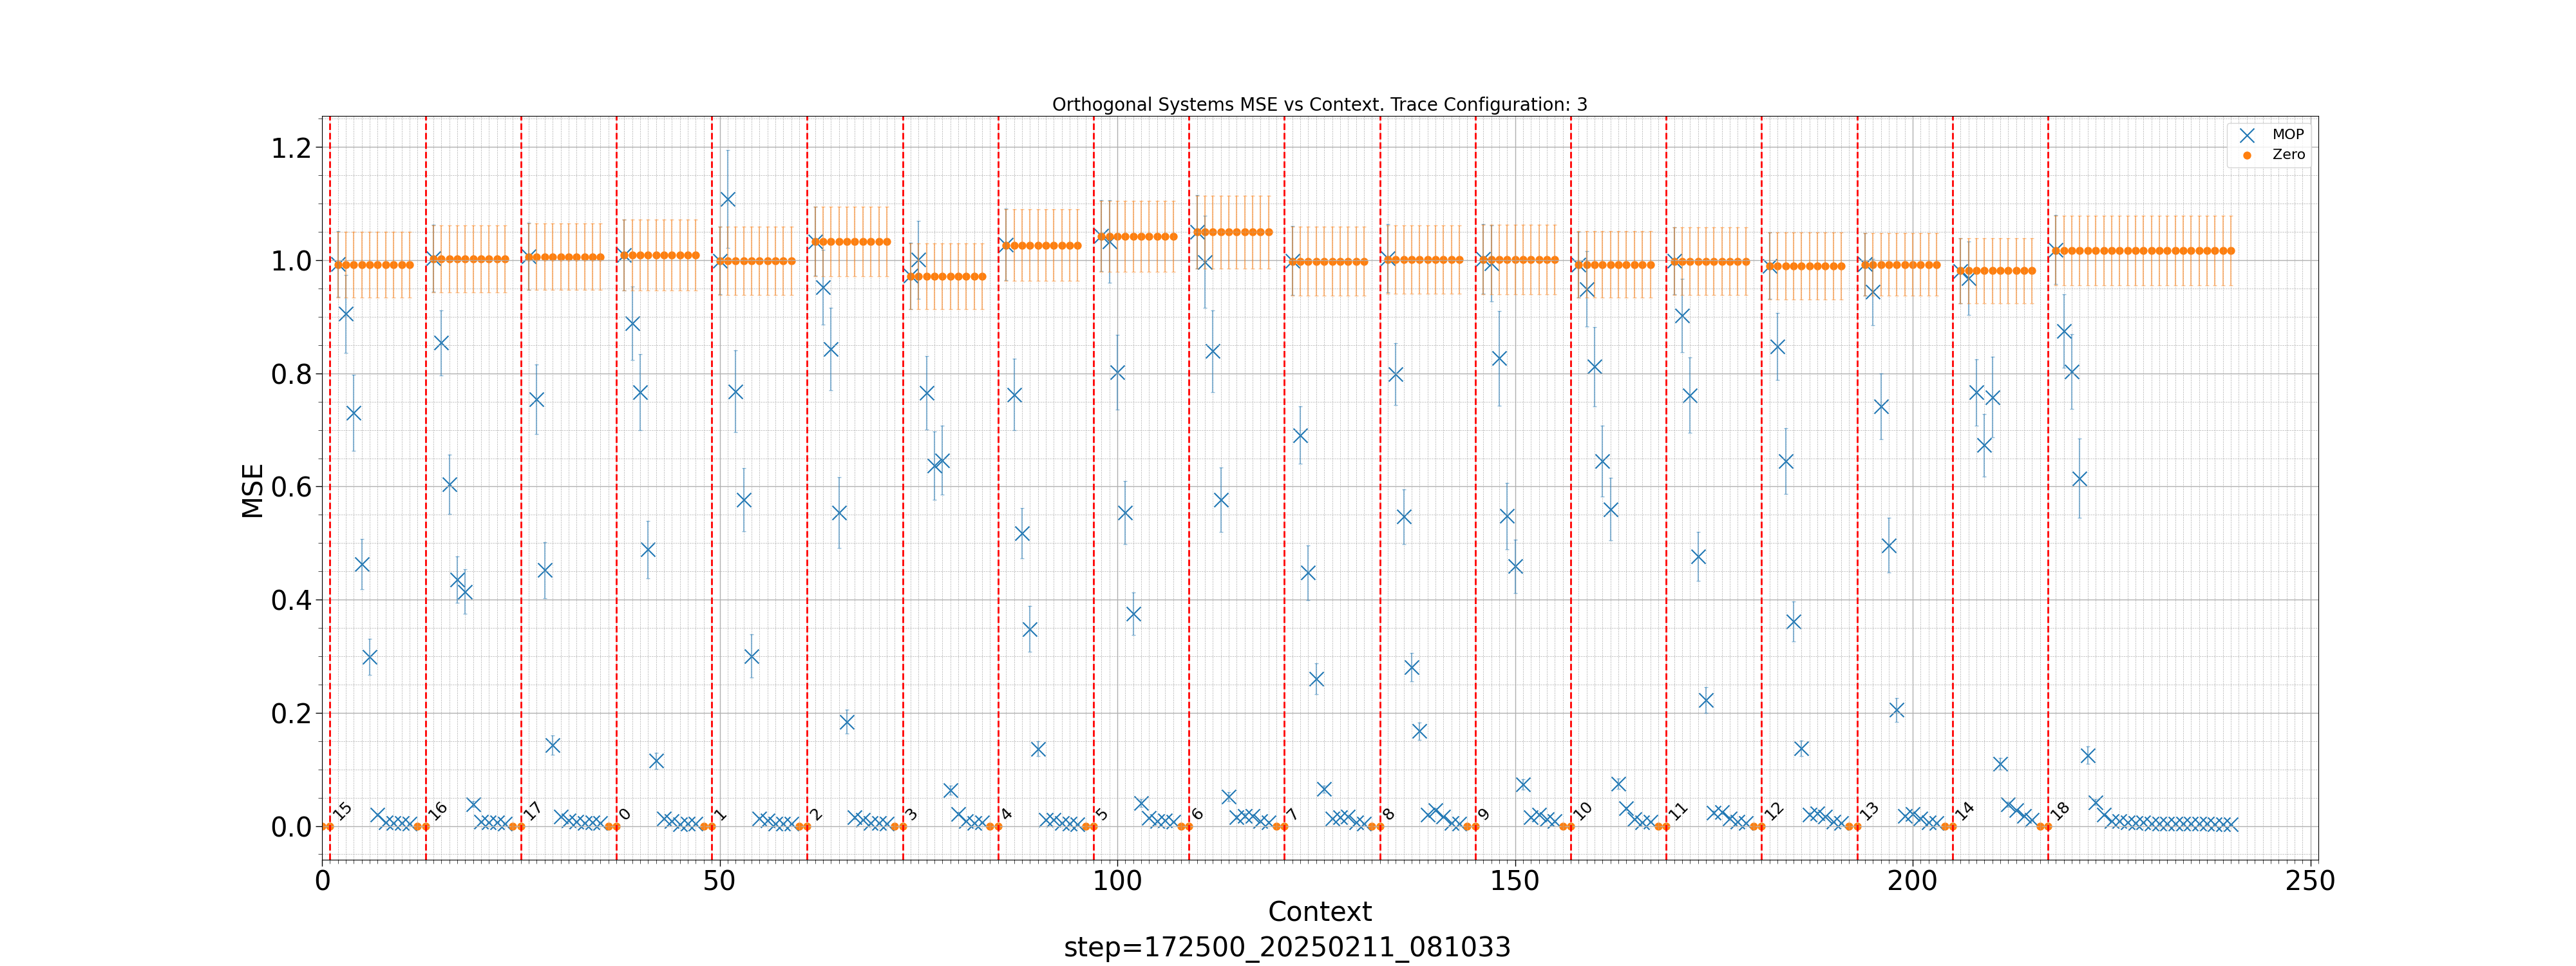 Orthogonal Systems MSE vs Context. Trace Configuration: 3
MOP
Zero
1.2
1.0
0.8
0.6
0.4
0.2
0.0
MSE
15 16 17 0 1 2 3 4 5 6 7 8 9 10 11 12 13 14 18
0 50 100 150 200 250
Context
step=172500_20250211_081033